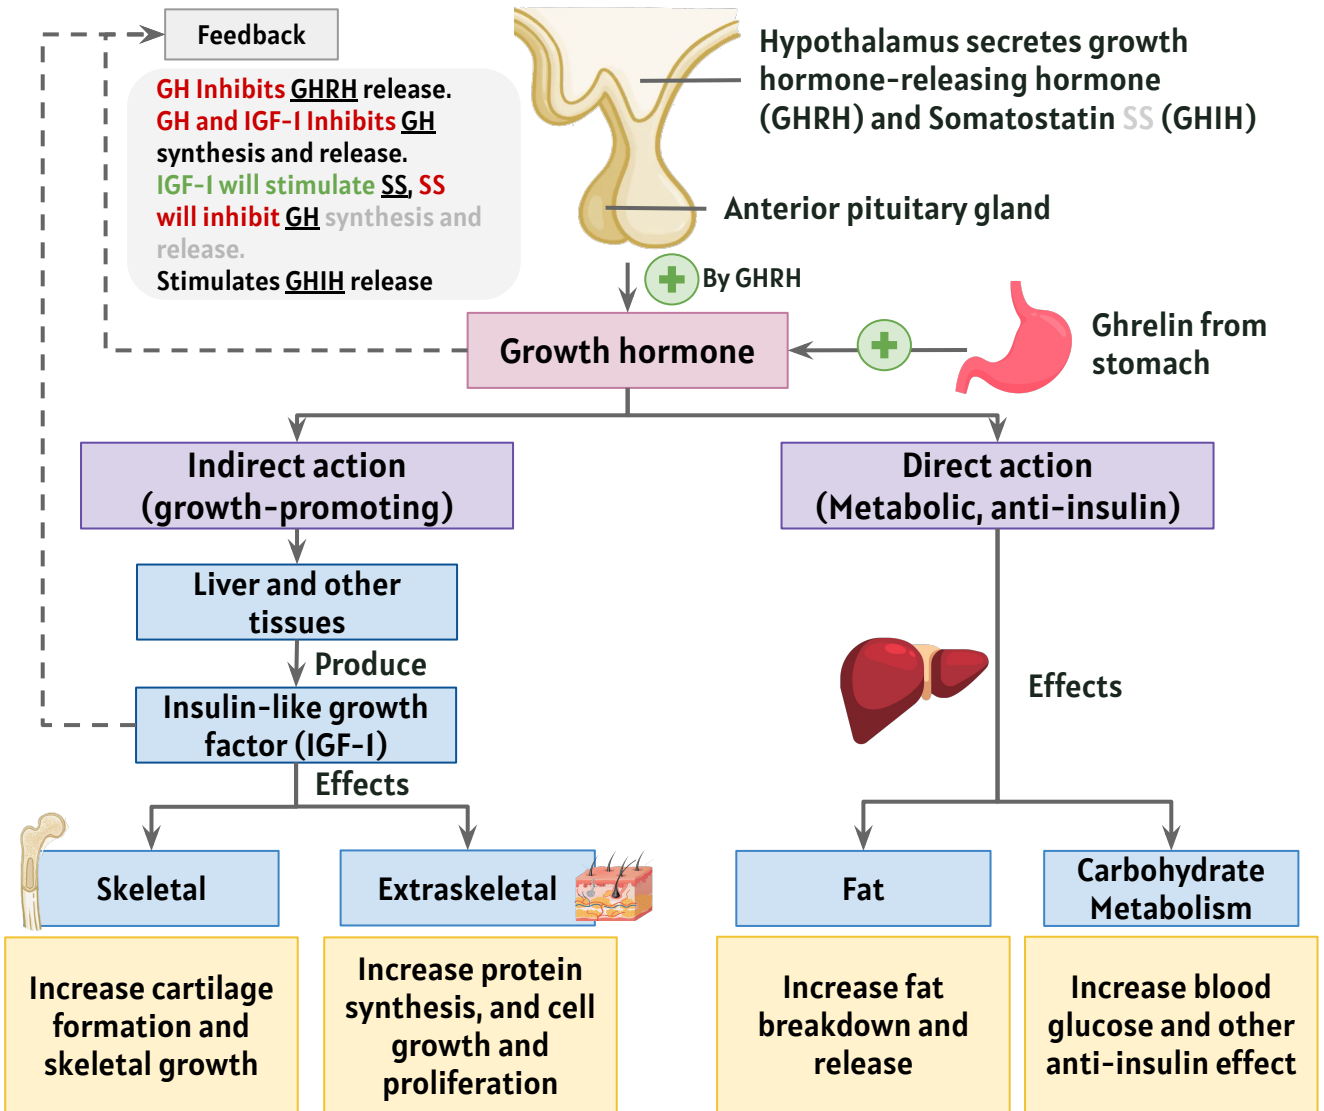 Feedback
GH Inhibits GHRH release.
GH and IGF-1 Inhibits GH
synthesis and release.
IGF-1 will stimulate SS, SS
will inhibit GH synthesis and
release.
Stimulates GHIH release
Hypothalamus secretes growth
hormone-releasing hormone
(GHRH) and Somatostatin SS (GHIH)
Anterior pituitary gland
By GHRH
Growth hormone
Ghrelin from
stomach
Indirect action
(growth-promoting)
Direct action
(Metabolic, anti-insulin)
Liver and other
tissues
Produce
Insulin-like growth
factor (IGF-1)
Effects
Effects
Skeletal
Extraskeletal
Fat
Carbohydrate
Metabolism
Increase cartilage
formation and
skeletal growth
Increase protein
synthesis, and cell
growth and
proliferation
Increase fat
breakdown and
release
Increase blood
glucose and other
anti-insulin effect